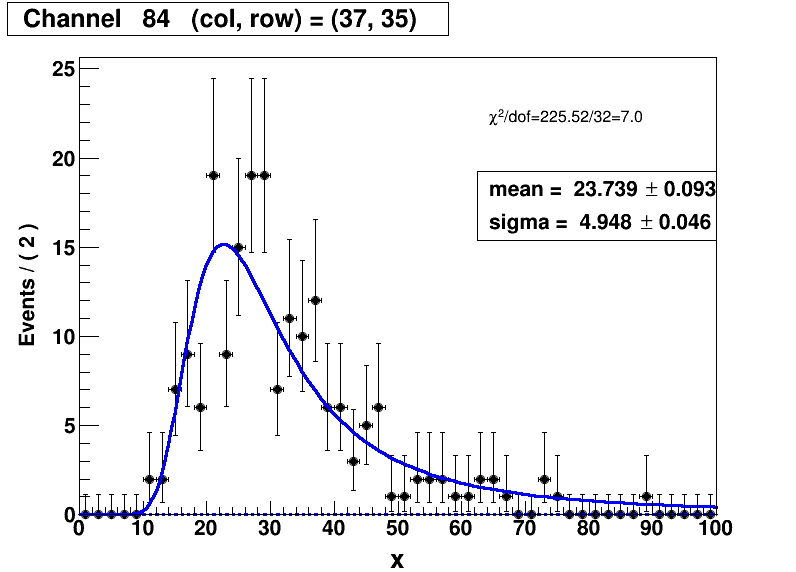 Channel 84 (col, row) = (37, 35)
χ²/dof=225.52/32=7.0
mean = 23.739 ± 0.093
sigma = 4.948 ± 0.046
Events / ( 2 )
25
20
15
10
5
0
0 10 20 30 40 50 60 70 80 90 100
x